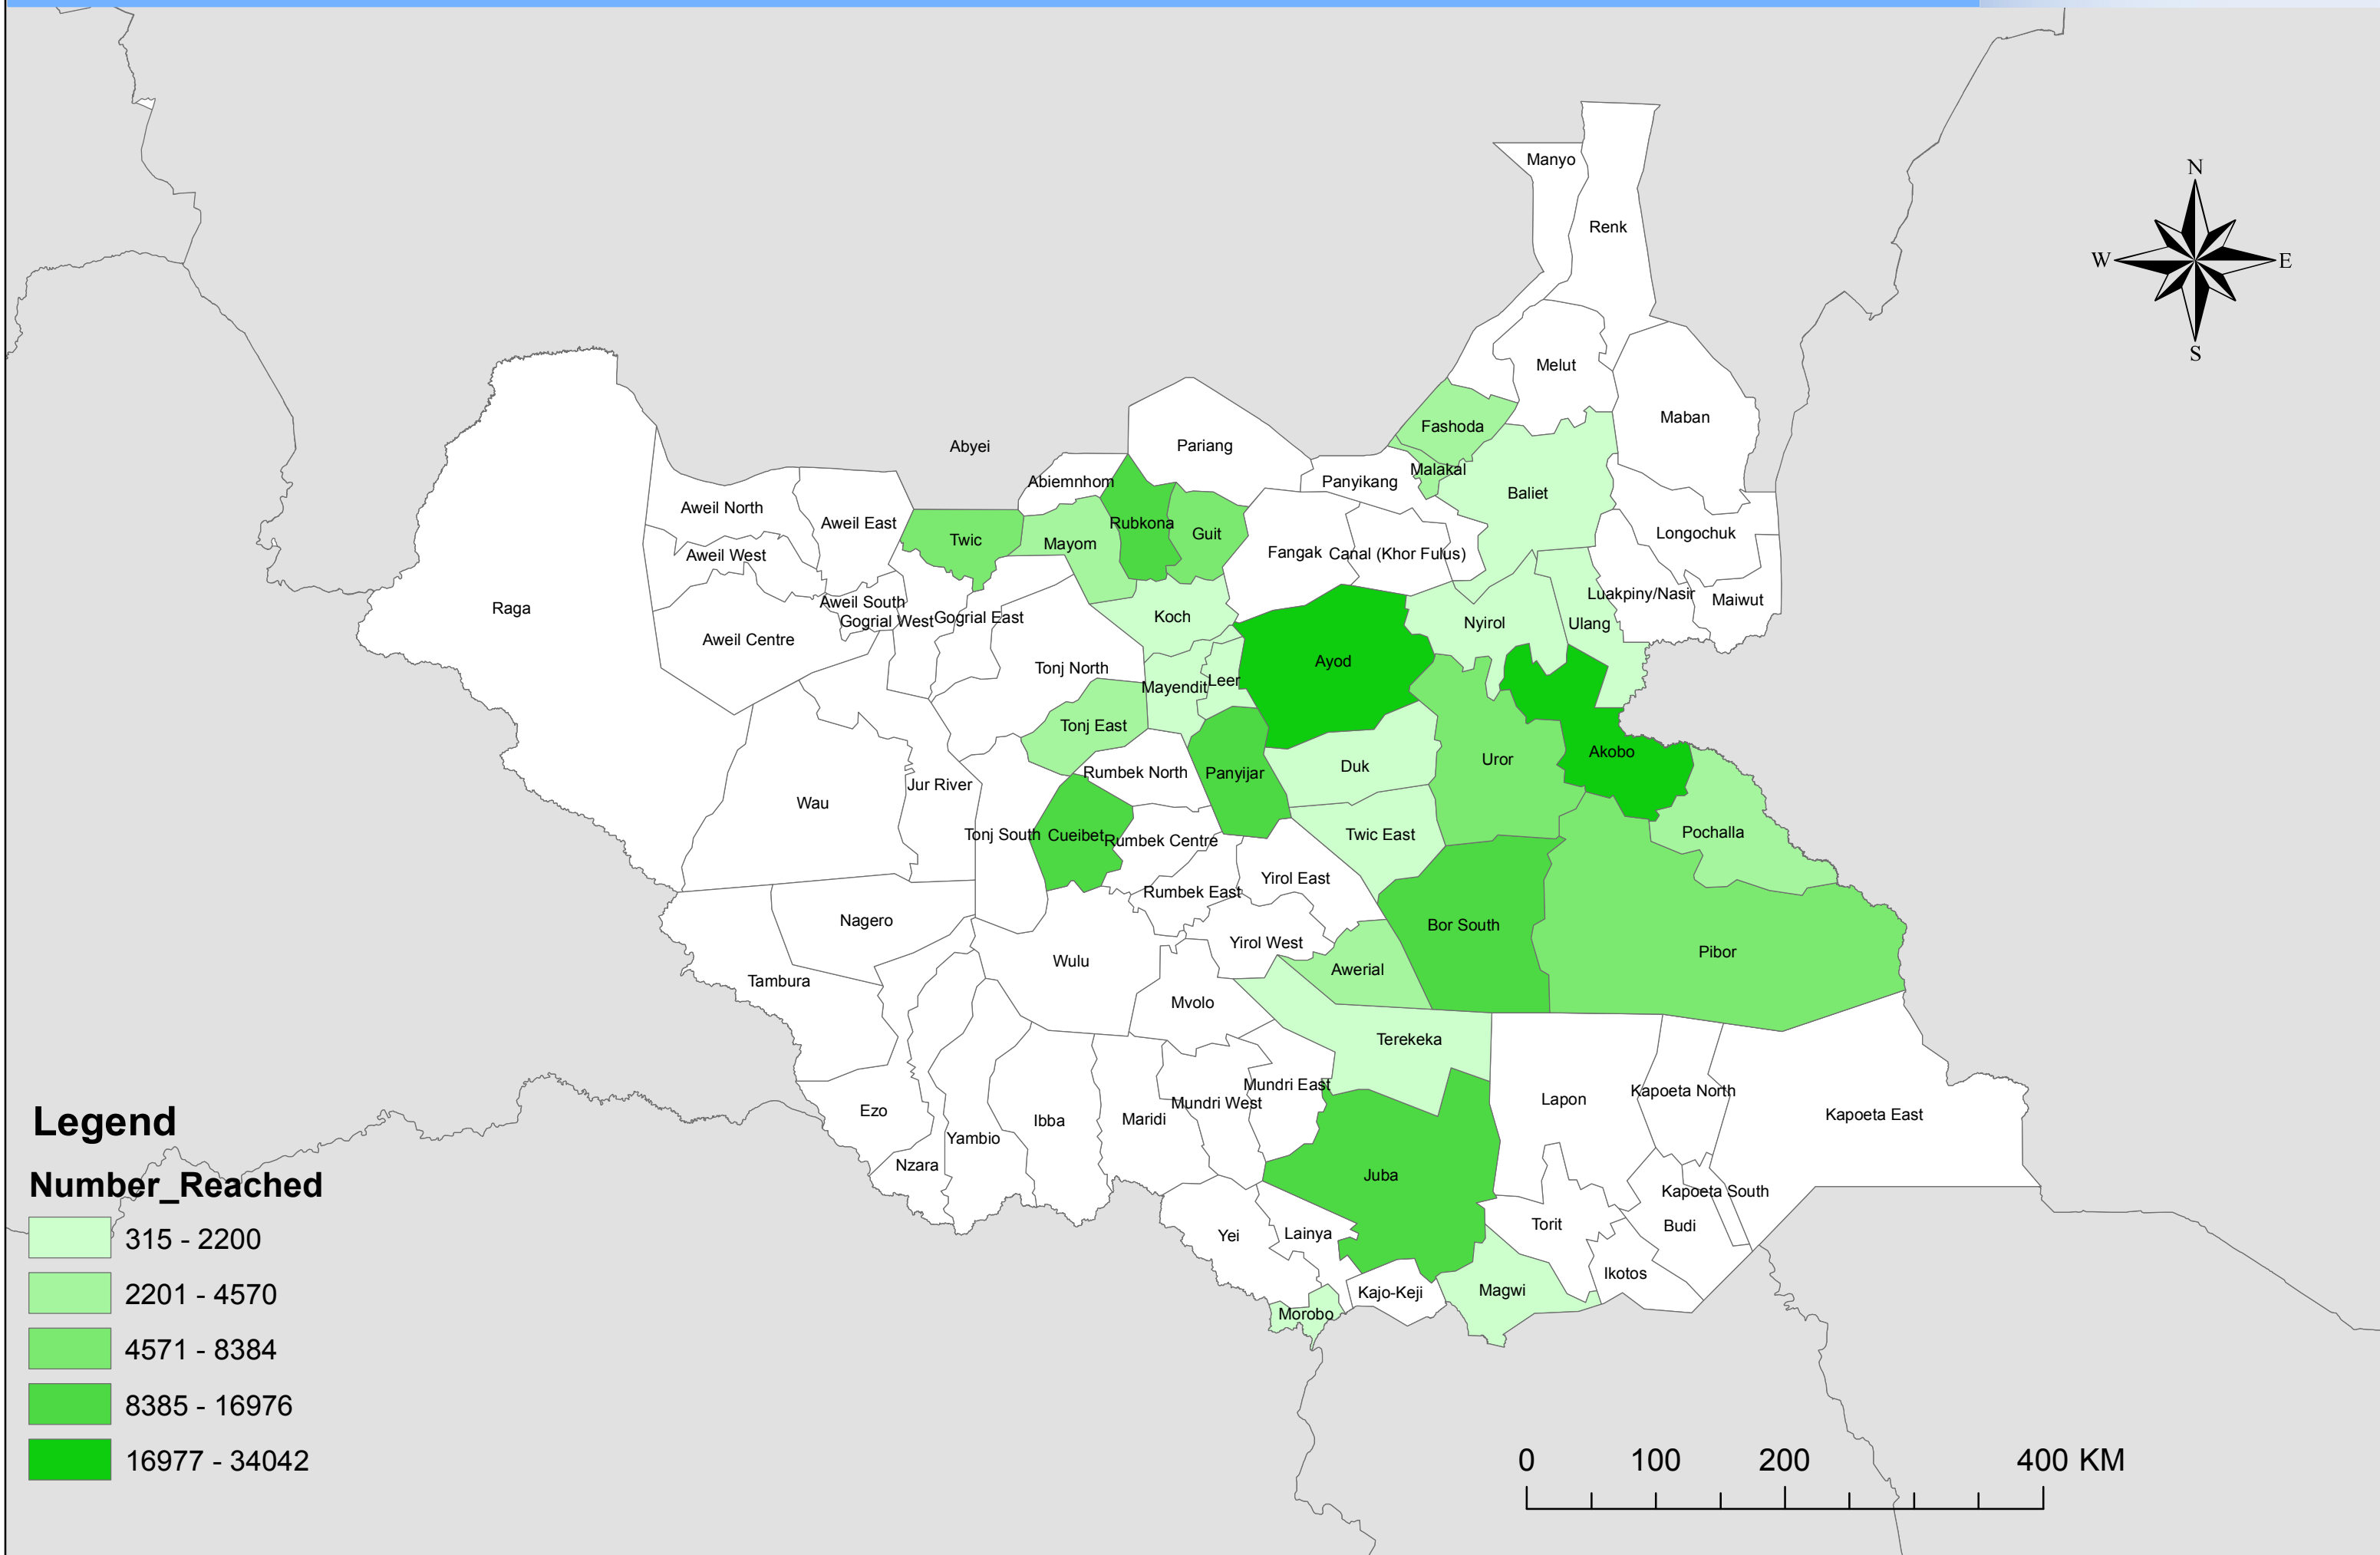 N
W
E
S
Manyo
Renk
Melut
Maban
Fashoda
Abyei
Pariang
Malakal
Abiemnhom
Panyikang
Baliet
Aweil North
Aweil East
Rubkona
Guit
Longochuk
Twic
Mayom
Aweil West
Fangak
Canal (Khor Fulus)
Luakpiny/Nasir
Maiwut
Raga
Aweil South
Gogrial West
Gogrial East
Koch
Nyirol
Ulang
Aweil Centre
Tonj North
Ayod
Mayendit
Leer
Tonj East
Akobo
Uror
Duk
Rumbek North
Panyijar
Jur River
Wau
Tonj South
Cueibet
Rumbek Centre
Twic East
Pochalla
Yirol East
Rumbek East
Nagero
Bor South
Yirol West
Pibor
Wulu
Awerial
Tambura
Mvolo
Terekeka
Mundri East
Kapoeta North
Lapon
Mundri West
Ezo
Ibba
Maridi
Kapoeta East
Yambio
Nzara
Juba
Kapoeta South
Torit
Budi
Yei
Lainya
Ikotos
Kajo-Keji
Magwi
Morobo
Legend
Number_Reached
315 - 2200
2201 - 4570
4571 - 8384
8385 - 16976
16977 - 34042
0 100 200 400 KM